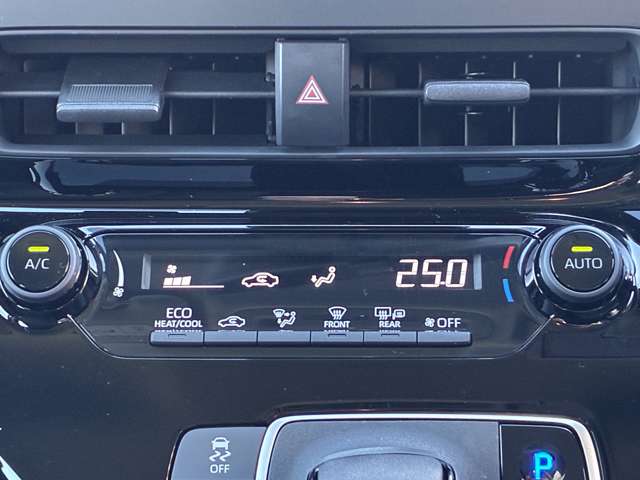 A/C
25.0
AUTO
ECO
HEAT/COOL
FRONT
REAR
OFF
OFF
P